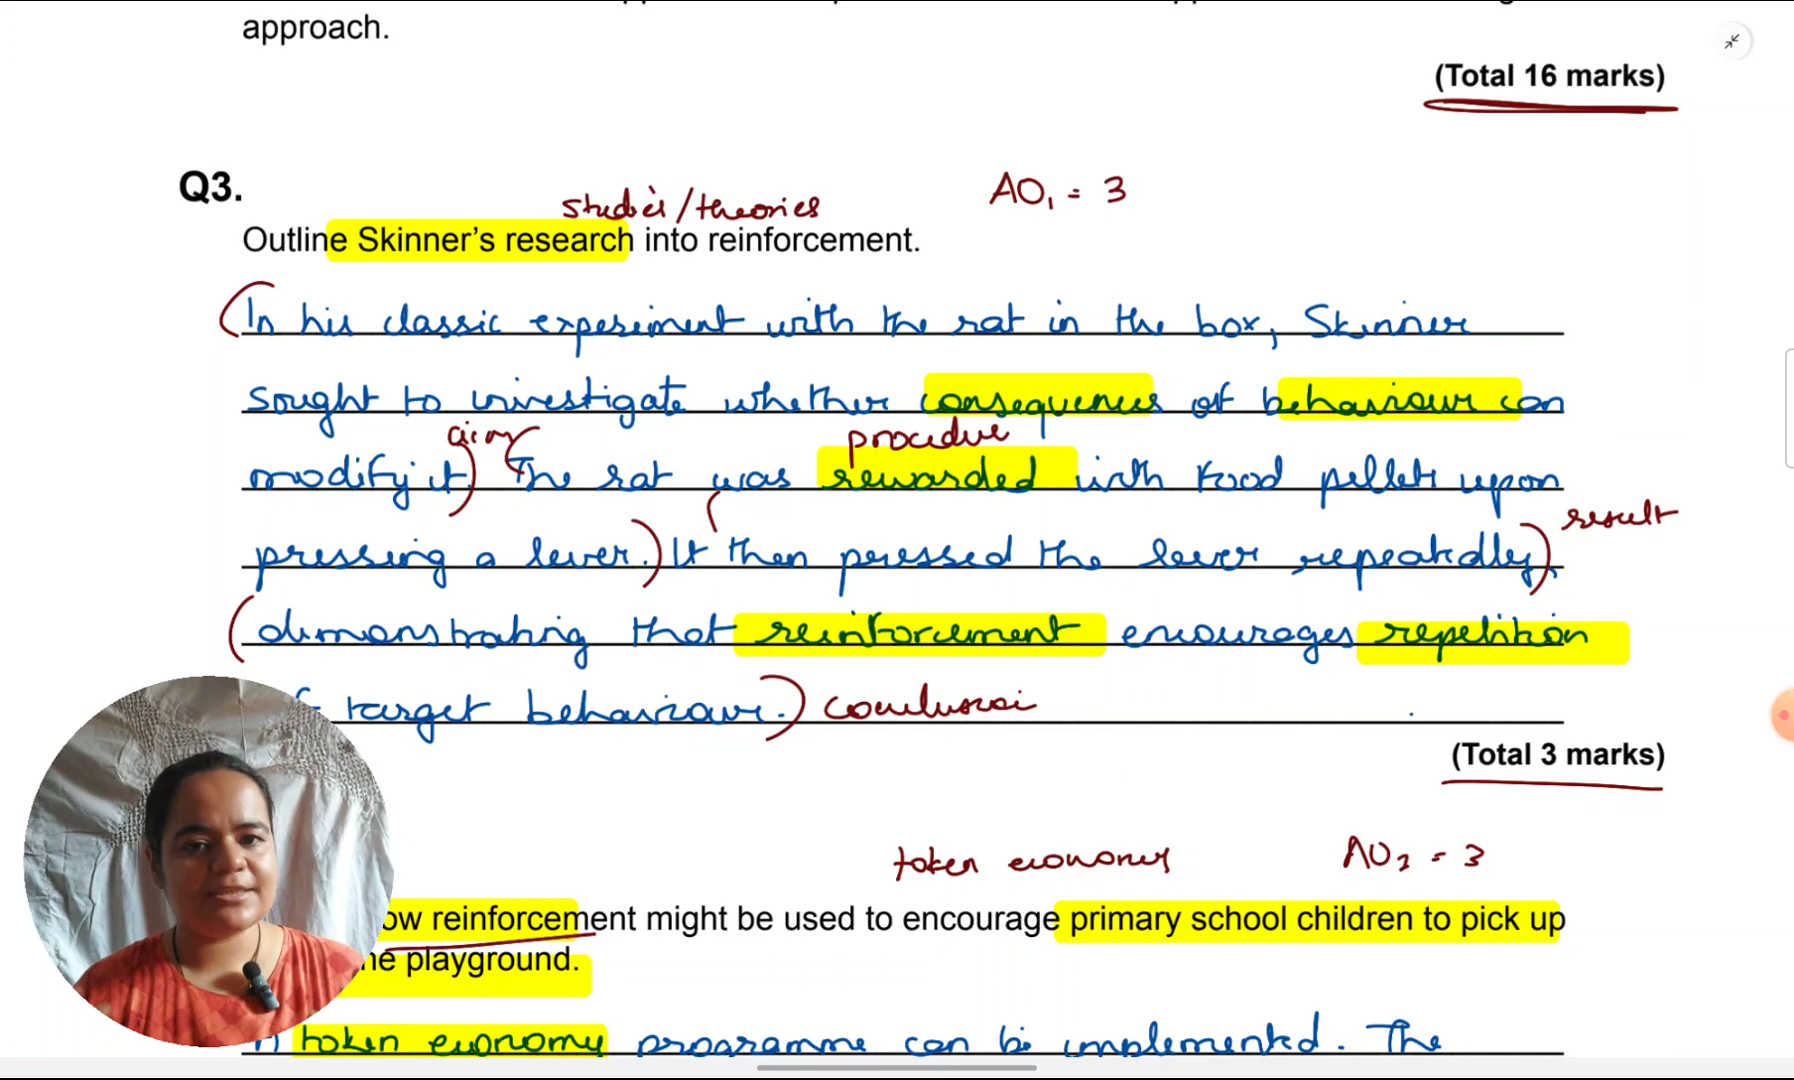 approach.
(Total 16 marks)
Q3.
studies/theories
AO1 = 3
Outline Skinner's research into reinforcement.
(In his classic experiment with the rat in the box, Skinner
sought to investigate whether consequences of behaviour can
aim
procedure
modify it) (The rat was rewarded with food pellets upon
result
pressing a lever.) (It then pressed the lever repeatedly),
(demonstrating that reinforcement encourages repetition
target behaviour.) conclusion
(Total 3 marks)
token economy
AO2 = 3
ow reinforcement might be used to encourage primary school children to pick up
he playground.
token economy programme can be implemented. The